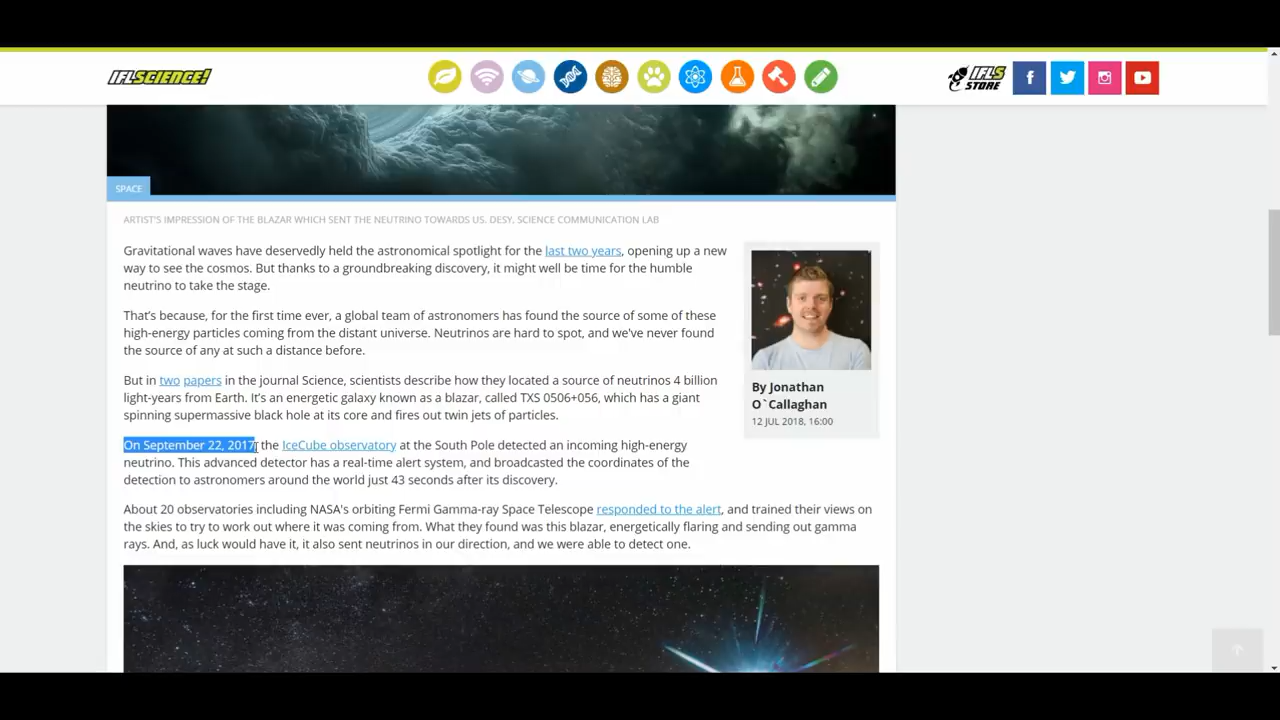 IFLSCIENCE!
IFLS
STORE
SPACE
ARTIST'S IMPRESSION OF THE BLAZAR WHICH SENT THE NEUTRINO TOWARDS US. DESY, SCIENCE COMMUNICATION LAB
Gravitational waves have deservedly held the astronomical spotlight for the last two years, opening up a new
way to see the cosmos. But thanks to a groundbreaking discovery, it might well be time for the humble
neutrino to take the stage.
That's because, for the first time ever, a global team of astronomers has found the source of some of these
high-energy particles coming from the distant universe. Neutrinos are hard to spot, and we've never found
the source of any at such a distance before.
But in two papers in the journal Science, scientists describe how they located a source of neutrinos 4 billion
light-years from Earth. It's an energetic galaxy known as a blazar, called TXS 0506+056, which has a giant
spinning supermassive black hole at its core and fires out twin jets of particles.
By Jonathan
O`Callaghan
12 JUL 2018, 16:00
On September 22, 2017, the IceCube observatory at the South Pole detected an incoming high-energy
neutrino. This advanced detector has a real-time alert system, and broadcasted the coordinates of the
detection to astronomers around the world just 43 seconds after its discovery.
About 20 observatories including NASA's orbiting Fermi Gamma-ray Space Telescope responded to the alert, and trained their views on
the skies to try to work out where it was coming from. What they found was this blazar, energetically flaring and sending out gamma
rays. And, as luck would have it, it also sent neutrinos in our direction, and we were able to detect one.